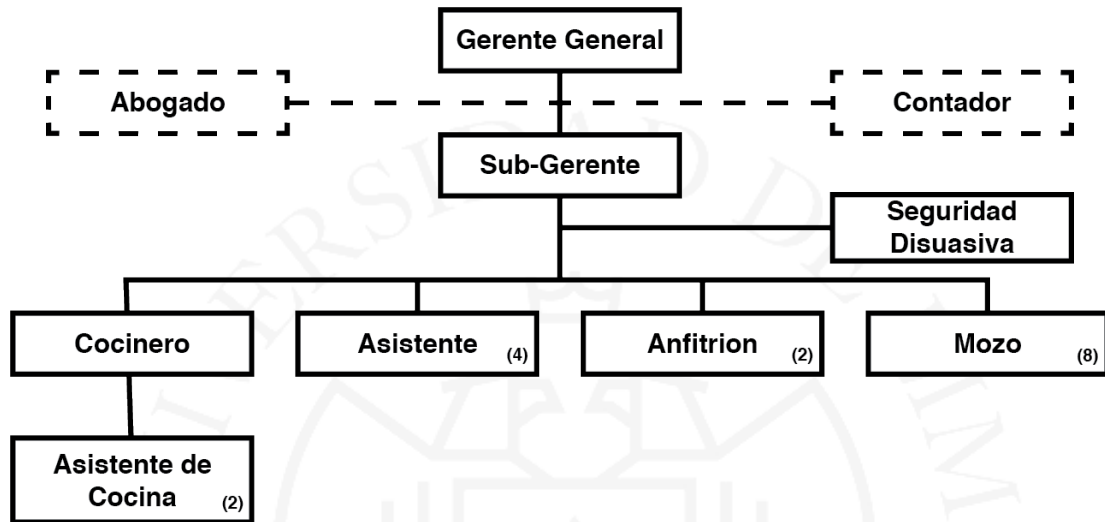 Gerente General
Abogado
Contador
Sub-Gerente
Seguridad
Disuasiva
Cocinero
Asistente
(4)
Anfitrion
(2)
Mozo
(8)
Asistente de
Cocina
(2)